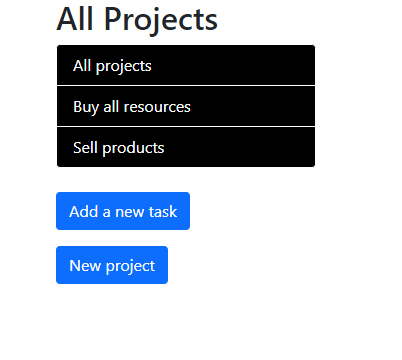 All Projects
All projects
Buy all resources
Sell products
Add a new task
New project